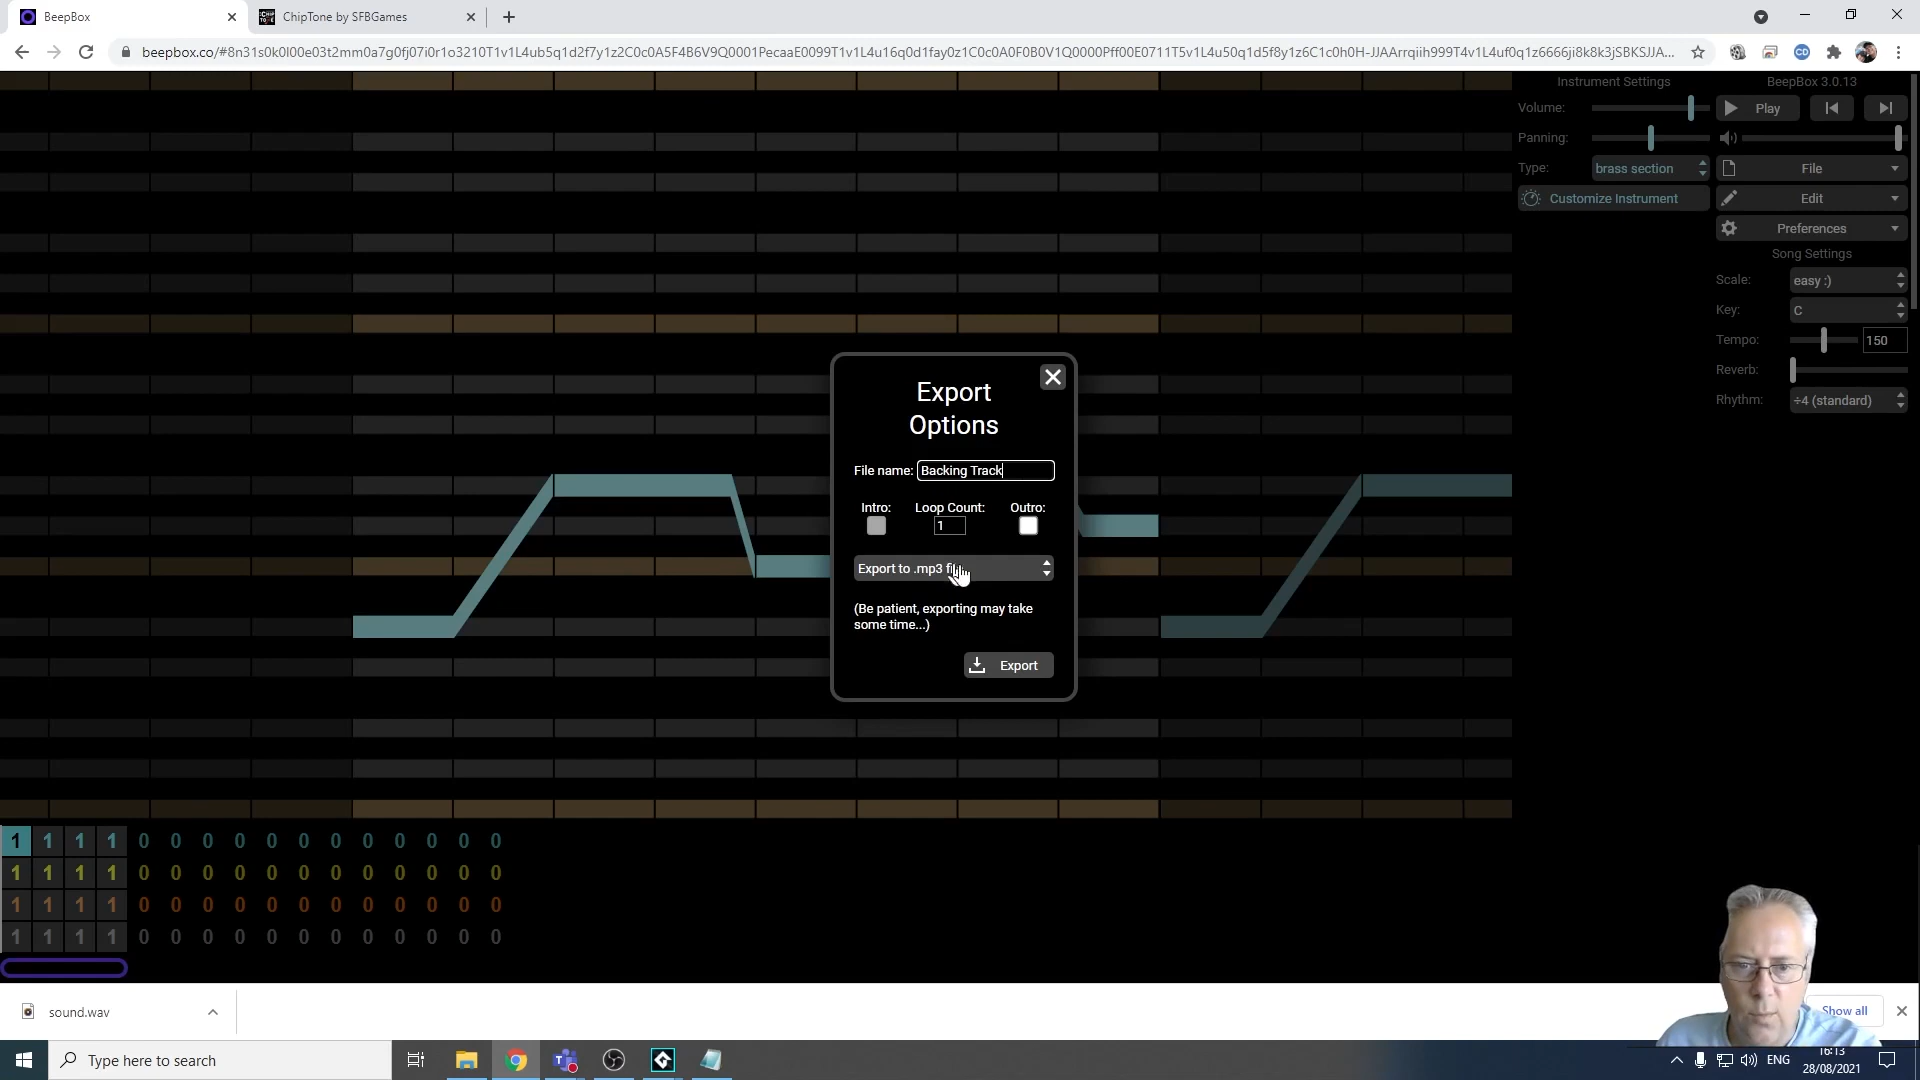 BeepBox
ChipTone by SFBGames
beepbox.co/#8n31s0k0l00e03t2mm0a7g0fj07i0r1o3210T1v1L4ub5q1d2f7y1z2C0c0A5F4B6V9Q0001PecaaE0099T1v1L4u16q0d1fay0z1C0c0A0F0B0V1Q0000Pff00E0711T5v1L4u50q1d5f8y1z6C1c0h0H-JJAArrqiih999T4v1L4uf0q1z6666ji8k8k3jSBKSJJA...
Instrument Settings
BeepBox 3.0.13
Volume:
Play
Panning:
Type:
brass section
File
Customize Instrument
Edit
Preferences
Song Settings
Scale:
easy :)
Key:
C
Tempo:
150
Reverb:
Rhythm:
÷4 (standard)
Export
Options
File name: Backing Track
Intro: Loop Count: Outro:
1
Export to .mp3
(Be patient, exporting may take
some time...)
Export
1 1 1 1 0 0 0 0 0 0 0 0 0 0 0 0
1 1 1 1 0 0 0 0 0 0 0 0 0 0 0 0
1 1 1 1 0 0 0 0 0 0 0 0 0 0 0 0
1 1 1 1 0 0 0 0 0 0 0 0 0 0 0 0
sound.wav
Show all
Type here to search
ENG
16:13
28/08/2021